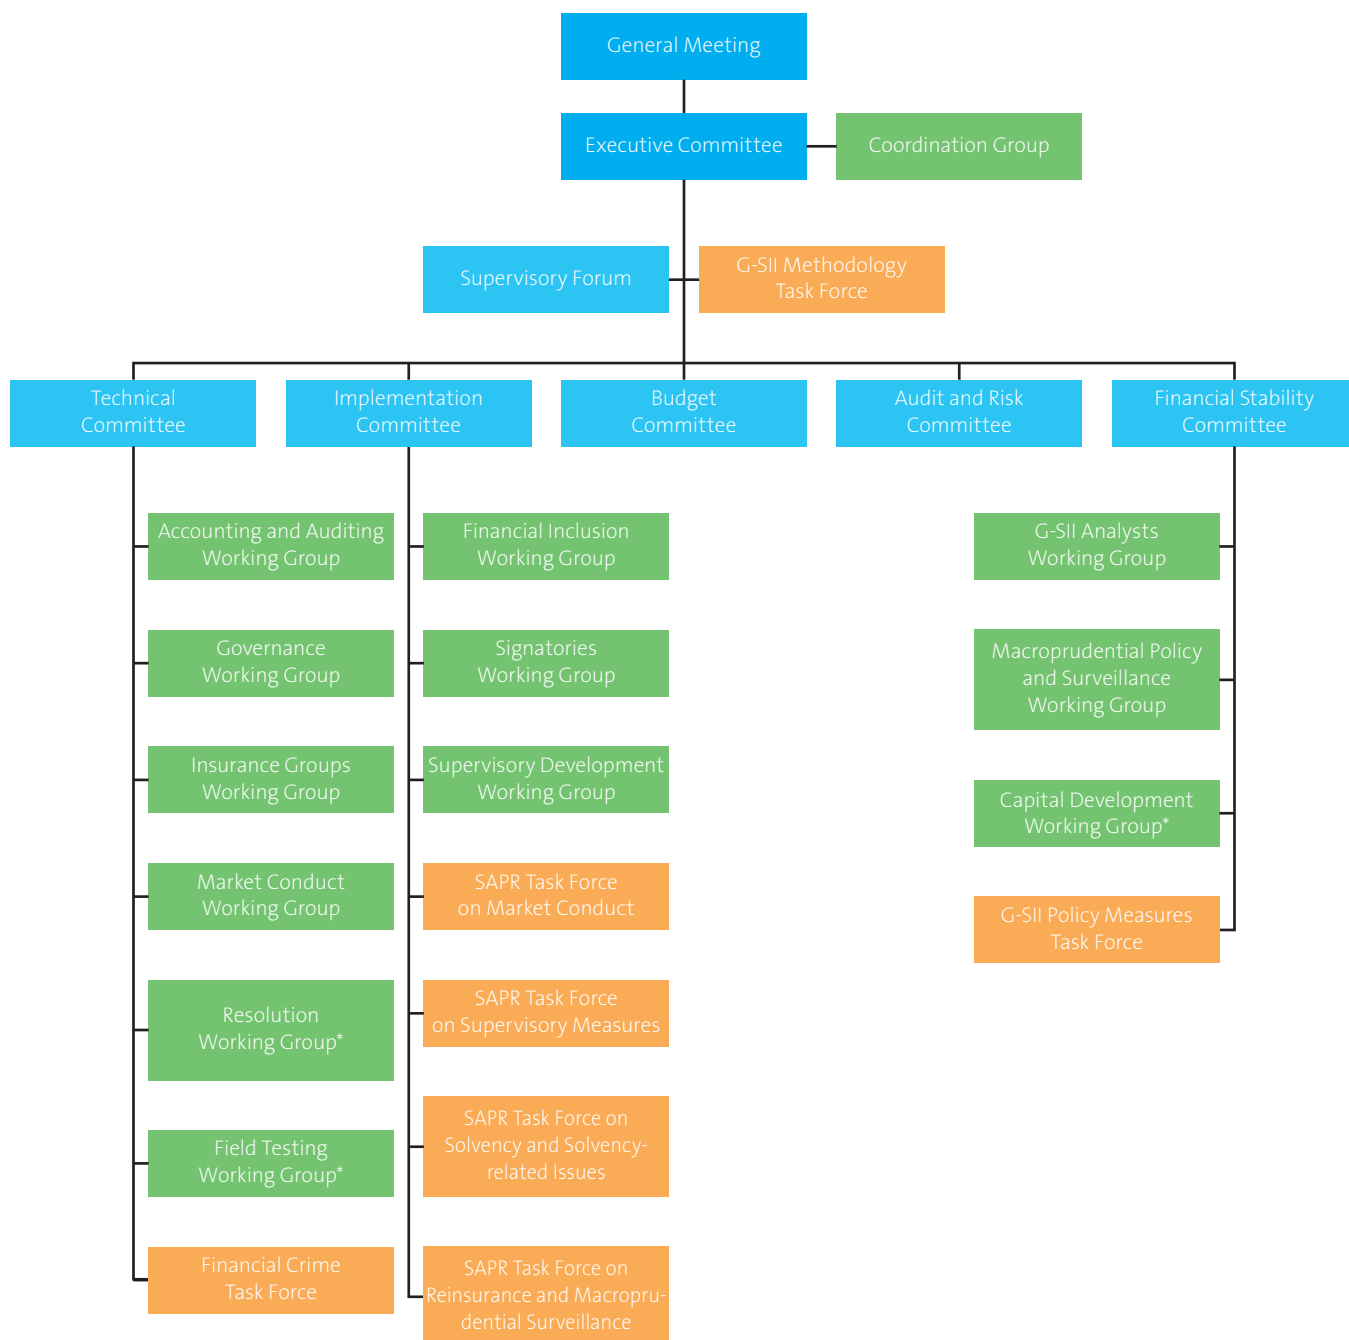 General Meeting
Executive Committee
Coordination Group
Supervisory Forum
G-SII Methodology
Task Force
Technical
Committee
Implementation
Committee
Budget
Committee
Audit and Risk
Committee
Financial Stability
Committee
Accounting and Auditing
Working Group
Governance
Working Group
Insurance Groups
Working Group
Market Conduct
Working Group
Resolution
Working Group*
Field Testing
Working Group*
Financial Crime
Task Force
Financial Inclusion
Working Group
Signatories
Working Group
Supervisory Development
Working Group
SAPR Task Force
on Market Conduct
SAPR Task Force
on Supervisory Measures
SAPR Task Force on
Solvency and Solvency-
related Issues
SAPR Task Force on
Reinsurance and Macropru-
dential Surveillance
G-SII Analysts
Working Group
Macroprudential Policy
and Surveillance
Working Group
Capital Development
Working Group*
G-SII Policy Measures
Task Force